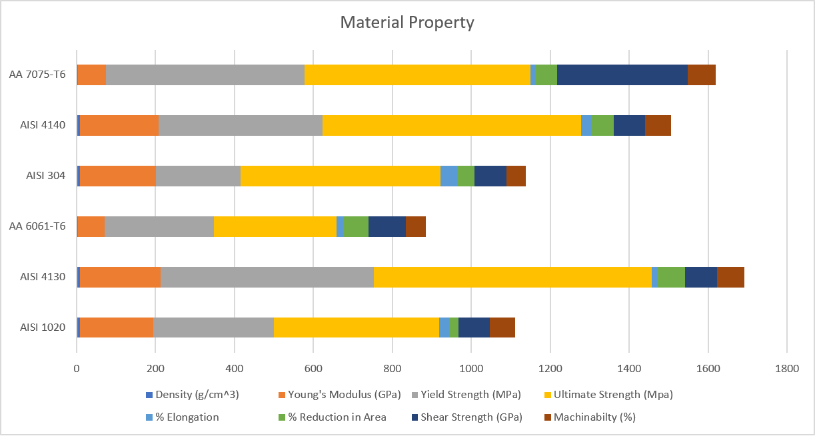 Material Property
AA 7075-T6
AISI 4140
AISI 304
AA 6061-T6
AISI 4130
AISI 1020
0 200 400 600 800 1000 1200 1400 1600 1800
Density (g/cm^3) Young's Modulus (GPa) Yield Strength (MPa) Ultimate Strength (Mpa)
% Elongation % Reduction in Area Shear Strength (GPa) Machinabilty (%)